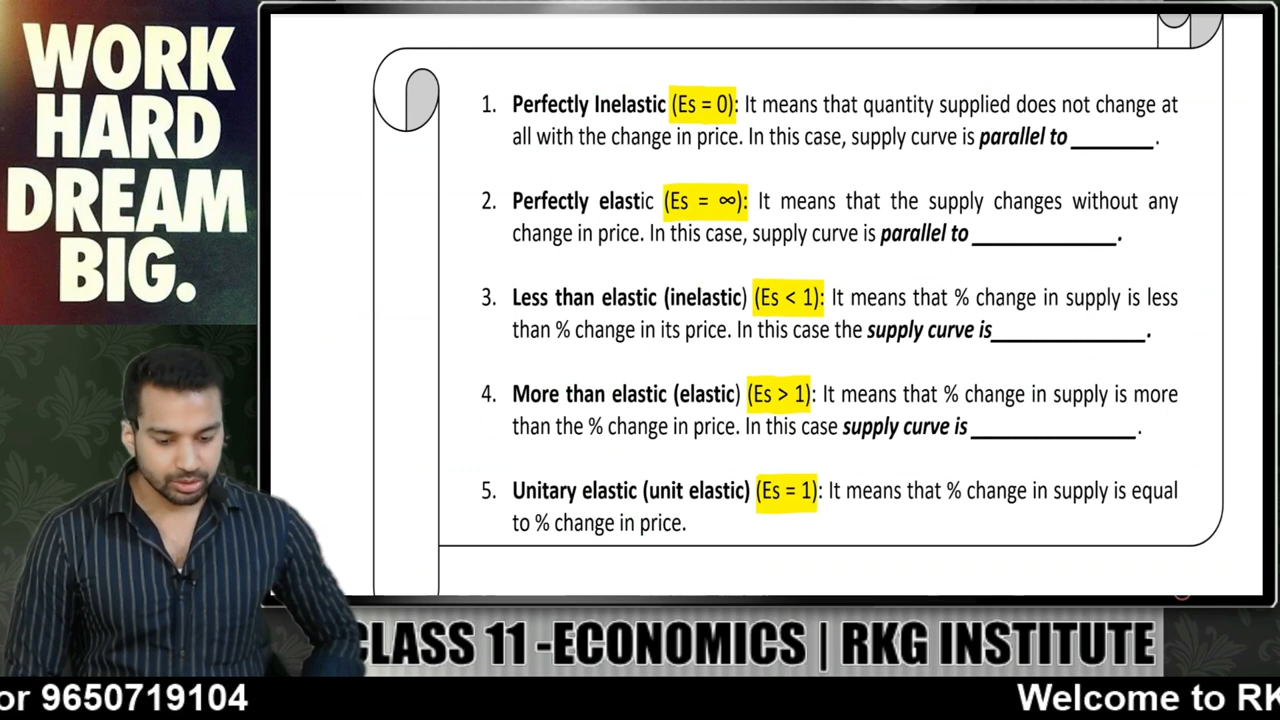 WORK
HARD
DREAM
BIG.
1. Perfectly Inelastic (Es = 0): It means that quantity supplied does not change at
all with the change in price. In this case, supply curve is parallel to ________.
2. Perfectly elastic (Es = ∞): It means that the supply changes without any
change in price. In this case, supply curve is parallel to ______________.
3. Less than elastic (inelastic) (Es < 1): It means that % change in supply is less
than % change in its price. In this case the supply curve is_______________.
4. More than elastic (elastic) (Es > 1): It means that % change in supply is more
than the % change in price. In this case supply curve is ________________.
5. Unitary elastic (unit elastic) (Es = 1): It means that % change in supply is equal
to % change in price.
CLASS 11 -ECONOMICS | RKG INSTITUTE
or 9650719104
Welcome to RK